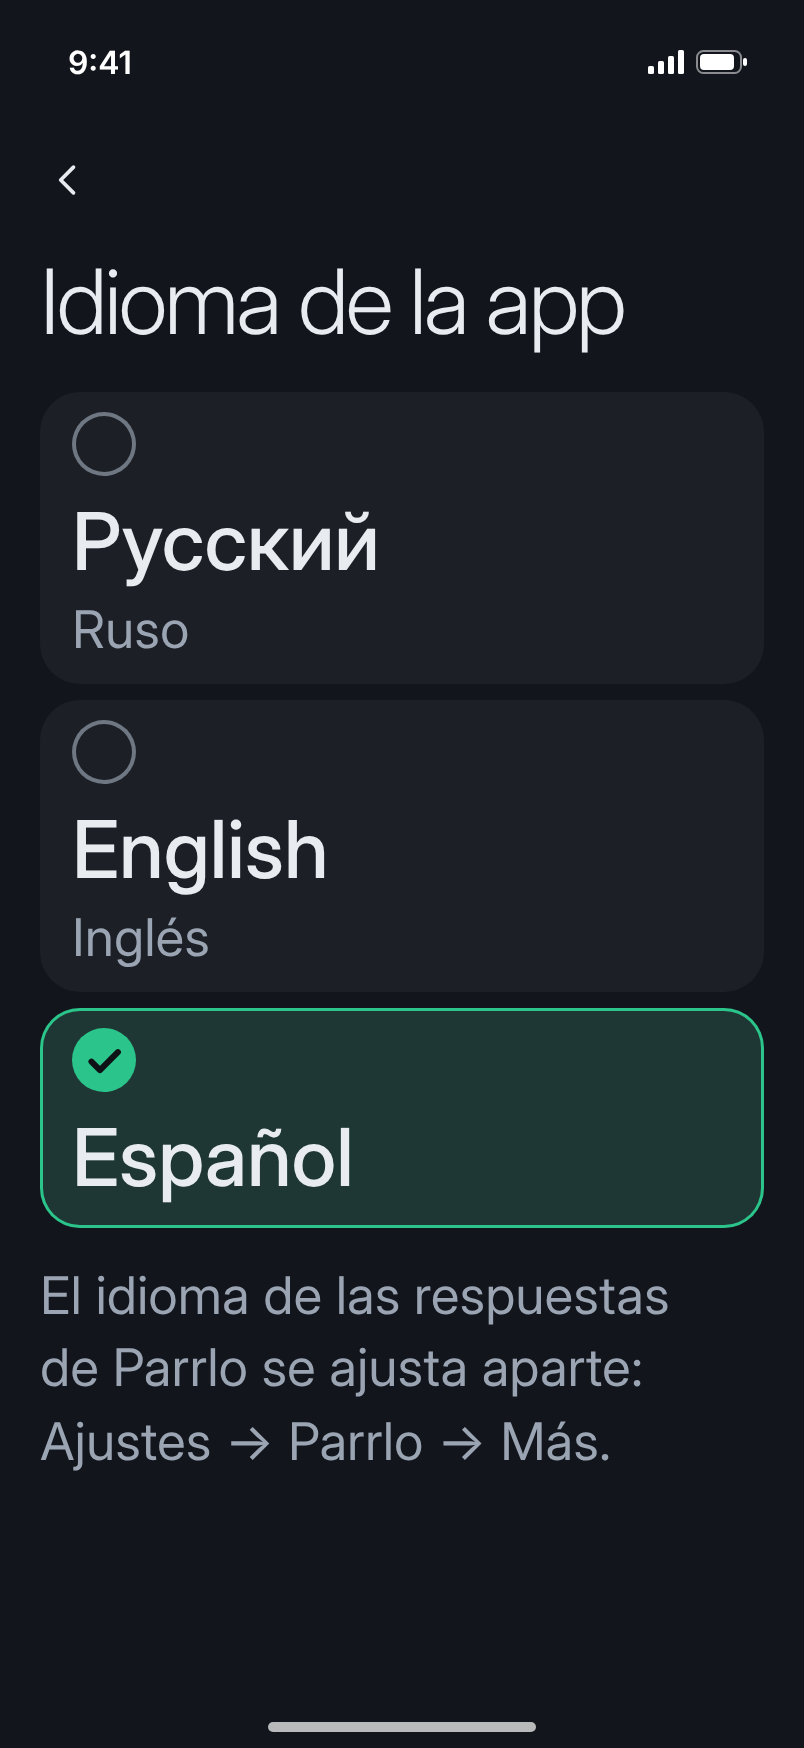 9:41
Idioma de la app
Русский
Ruso
English
Inglés
Español
El idioma de las respuestas
de Parrlo se ajusta aparte:
Ajustes → Parrlo → Más.